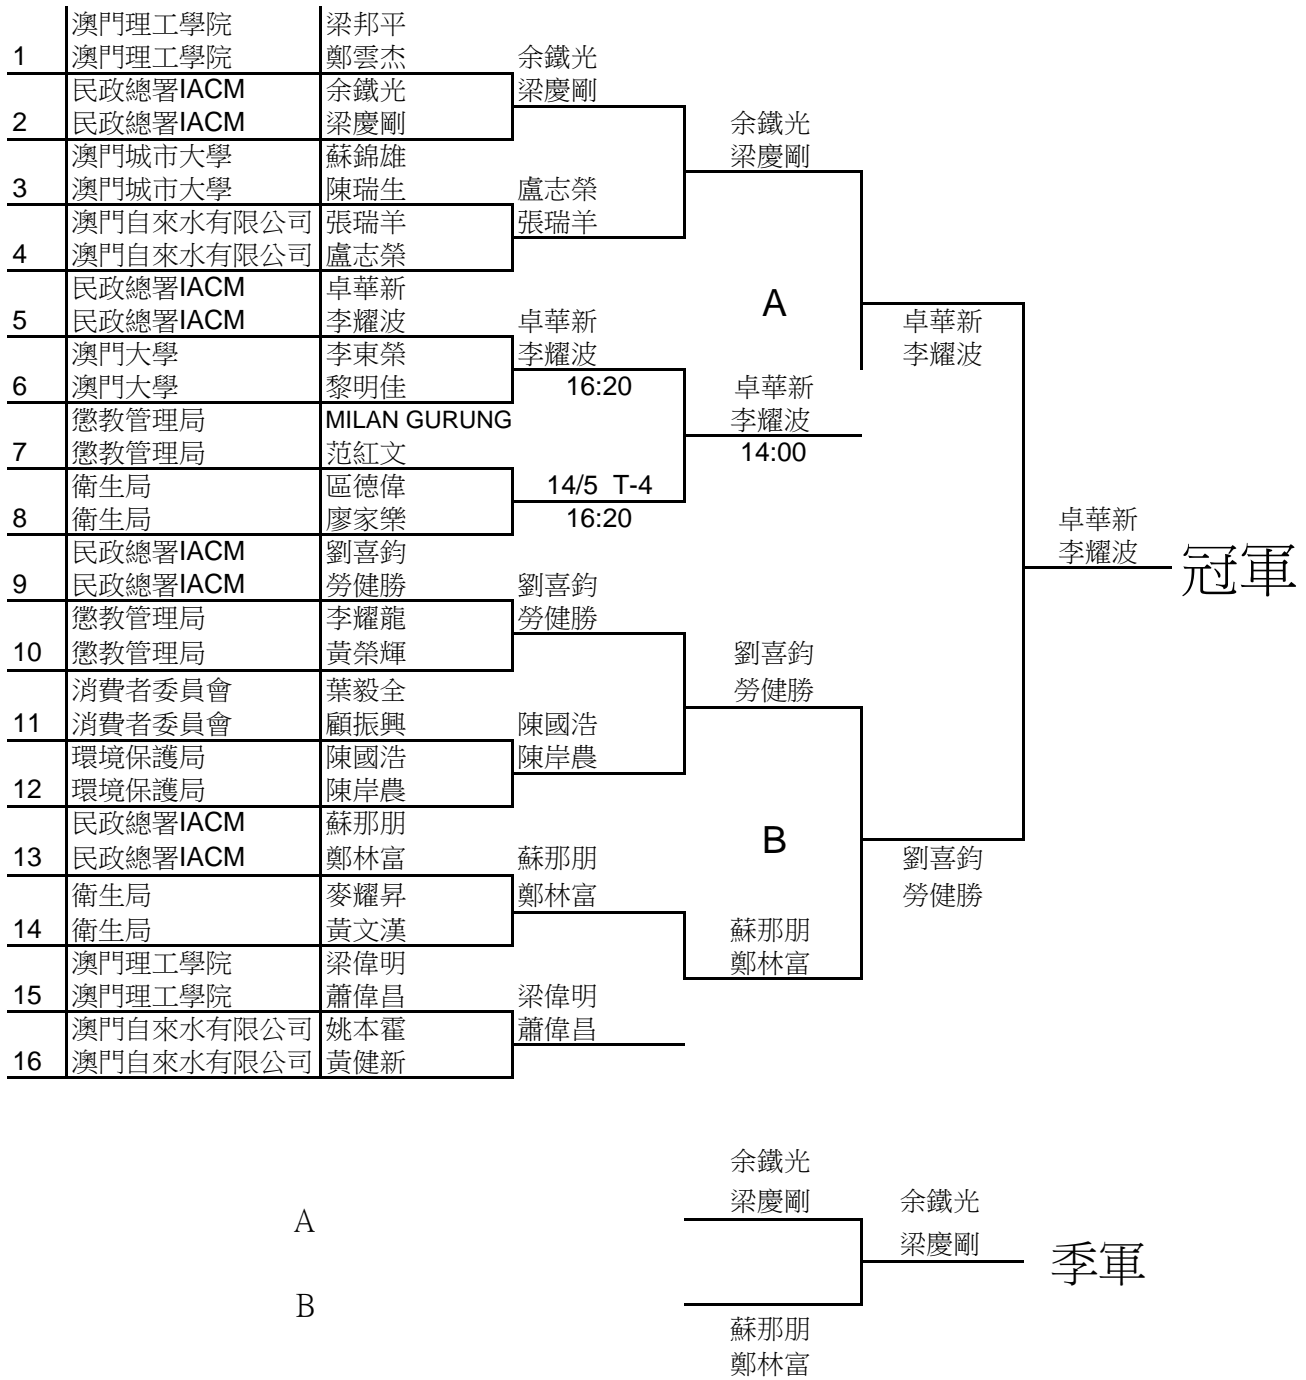 澳門理工學院 梁邦平
1 澳門理工學院 鄭雲杰 余鐵光
民政總署IACM 余鐵光 梁慶剛
2 民政總署IACM 梁慶剛 余鐵光
澳門城市大學 蘇錦雄 梁慶剛
3 澳門城市大學 陳瑞生 盧志榮
澳門自來水有限公司 張瑞羊 張瑞羊
4 澳門自來水有限公司 盧志榮
民政總署IACM 卓華新 A
5 民政總署IACM 李耀波 卓華新 卓華新
澳門大學 李東榮 李耀波 李耀波
6 澳門大學 黎明佳 16:20 卓華新
懲教管理局 MILAN GURUNG 李耀波
7 懲教管理局 范紅文 14:00
衛生局 區德偉 14/5 T-4
8 衛生局 廖家樂 16:20 卓華新
民政總署IACM 劉喜鈞 李耀波 冠軍
9 民政總署IACM 勞健勝 劉喜鈞
懲教管理局 李耀龍 勞健勝
10 懲教管理局 黃榮輝 劉喜鈞
消費者委員會 葉毅全 勞健勝
11 消費者委員會 顧振興 陳國浩
環境保護局 陳國浩 陳岸農
12 環境保護局 陳岸農
民政總署IACM 蘇那朋 B
13 民政總署IACM 鄭林富 蘇那朋 劉喜鈞
衛生局 麥耀昇 鄭林富 勞健勝
14 衛生局 黃文漢 蘇那朋
澳門理工學院 梁偉明 鄭林富
15 澳門理工學院 蕭偉昌 梁偉明
澳門自來水有限公司 姚本霍 蕭偉昌
16 澳門自來水有限公司 黃健新
余鐵光
梁慶剛 余鐵光
A
梁慶剛 季軍
B
蘇那朋
鄭林富